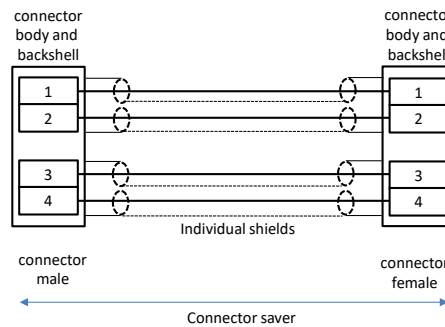 connector
body and
backshell
connecto
body and
backshell
1
1
2
2
3
3
4
4
Individual shields
connector
male
connector
female
Connector saver